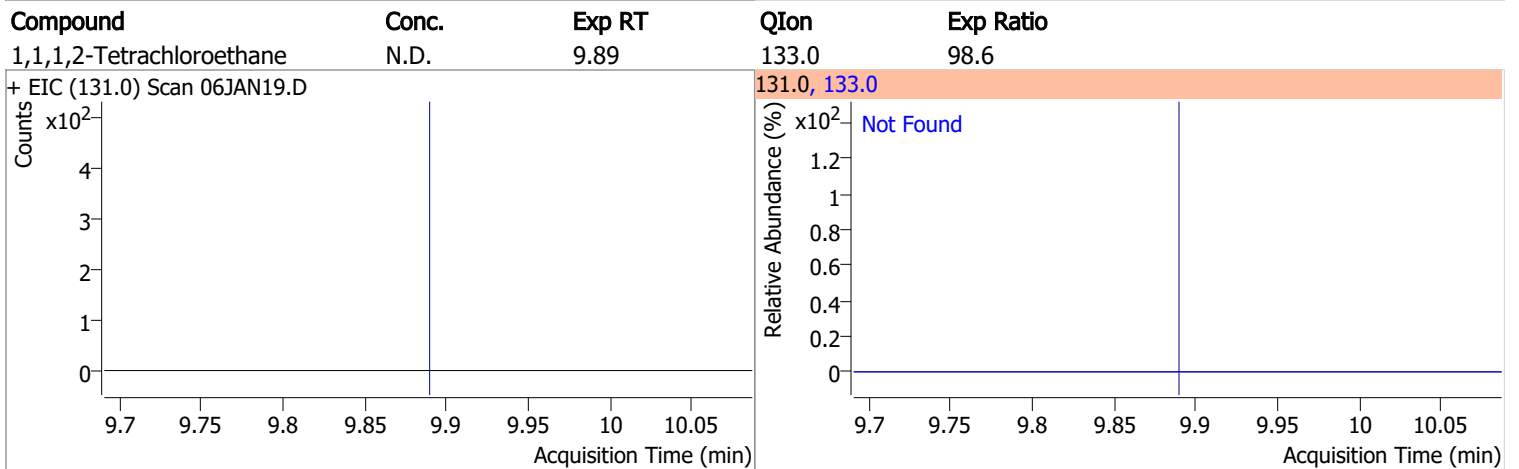 Compound Conc. Exp RT QIon Exp Ratio
1,1,1,2-Tetrachloroethane N.D. 9.89 133.0 98.6
+ EIC (131.0) Scan 06JAN19.D
Counts
x10²
4
3
2
1
0
9.7 9.75 9.8 9.85 9.9 9.95 10 10.05
Acquisition Time (min)
131.0, 133.0
Relative Abundance (%)
x10²
Not Found
1.2
1
0.8
0.6
0.4
0.2
0
9.7 9.75 9.8 9.85 9.9 9.95 10 10.05
Acquisition Time (min)